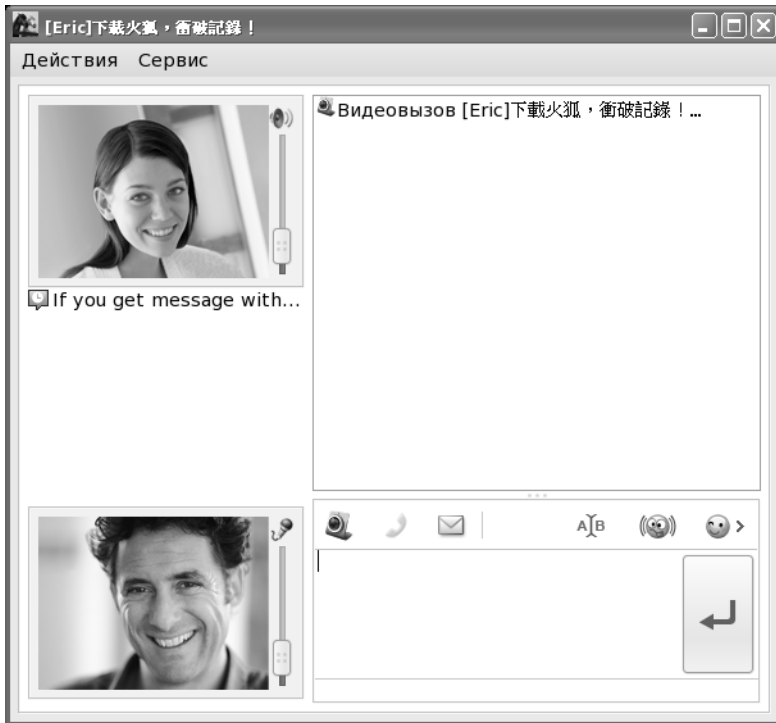 [Eric]下載火狐，衝破記錄！
Действия Сервис
Видеовызов [Eric]下載火狐，衝破記錄！...
If you get message with...
A B